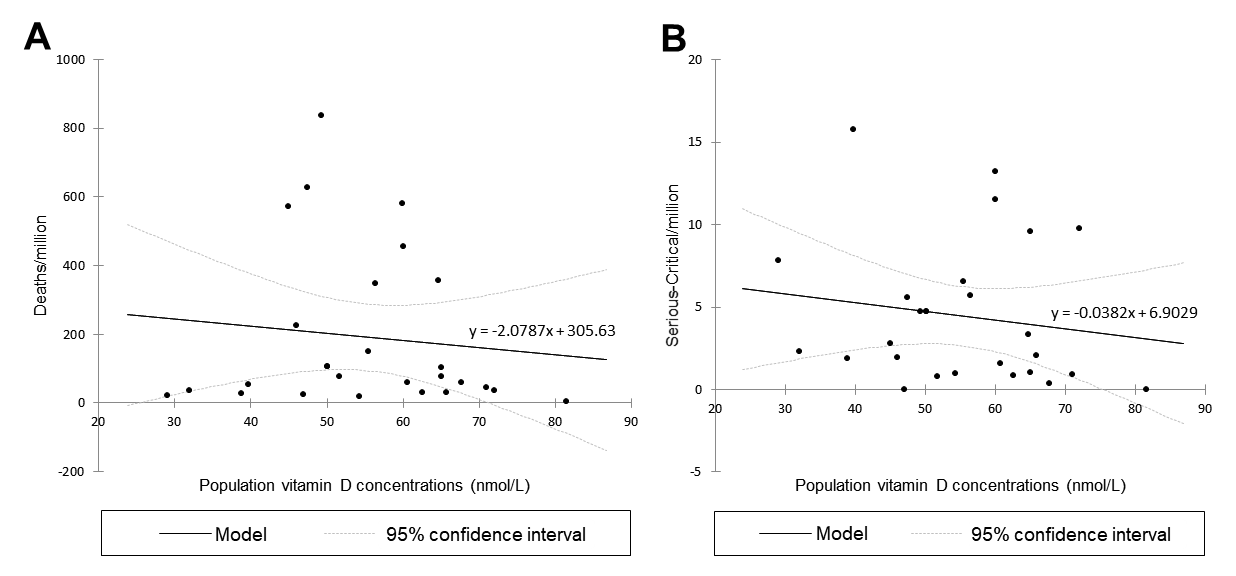 A
1000
800
600
400
200
0
-200
20
30
40
50
60
70
80
90
Deaths/million
y = -2.0787x + 305.63
Population vitamin D concentrations (nmol/L)
Model
95% confidence interval
B
20
15
10
5
0
-5
20
30
40
50
60
70
80
90
Serious-Critical/million
y = -0.0382x + 6.9029
Population vitamin D concentrations (nmol/L)
Model
95% confidence interval